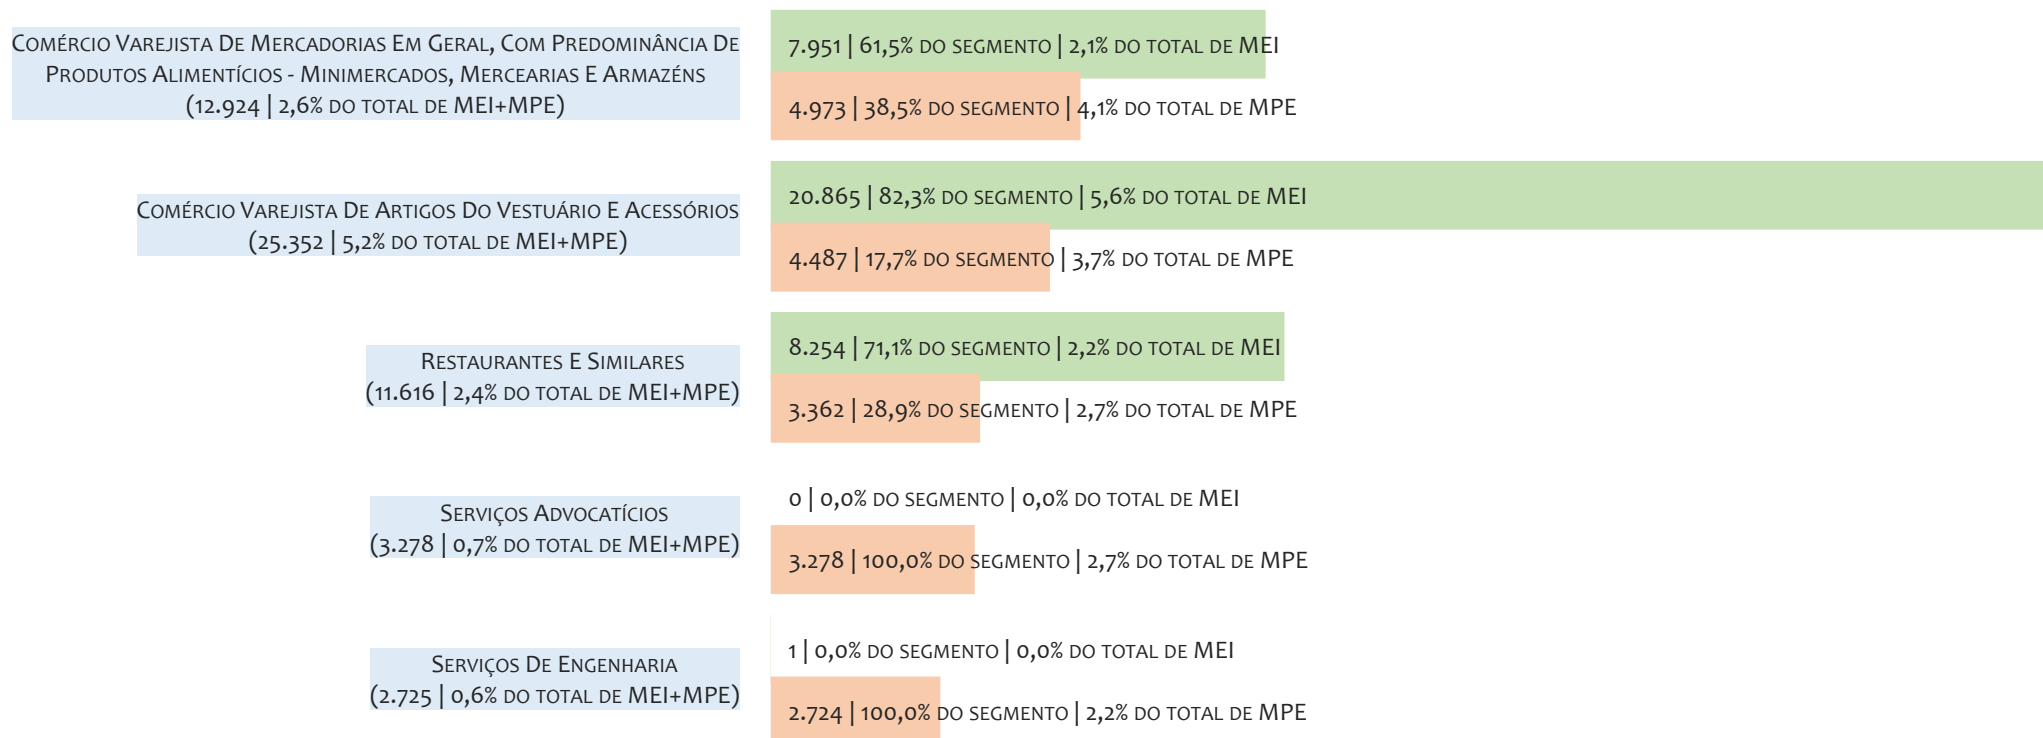 Comércio Varejista De Mercadorias Em Geral, Com Predominância De
Produtos Alimentícios - Minimercados, Mercearias E Armazéns
(12.924 | 2,6% do total de MEI+MPE)
7.951 | 61,5% do segmento | 2,1% do total de MEI
4.973 | 38,5% do segmento | 4,1% do total de MPE
Comércio Varejista De Artigos Do Vestuário E Acessórios
(25.352 | 5,2% do total de MEI+MPE)
20.865 | 82,3% do segmento | 5,6% do total de MEI
4.487 | 17,7% do segmento | 3,7% do total de MPE
Restaurantes E Similares
(11.616 | 2,4% do total de MEI+MPE)
8.254 | 71,1% do segmento | 2,2% do total de MEI
3.362 | 28,9% do segmento | 2,7% do total de MPE
Serviços Advocatícios
(3.278 | 0,7% do total de MEI+MPE)
0 | 0,0% do segmento | 0,0% do total de MEI
3.278 | 100,0% do segmento | 2,7% do total de MPE
Serviços De Engenharia
(2.725 | 0,6% do total de MEI+MPE)
1 | 0,0% do segmento | 0,0% do total de MEI
2.724 | 100,0% do segmento | 2,2% do total de MPE